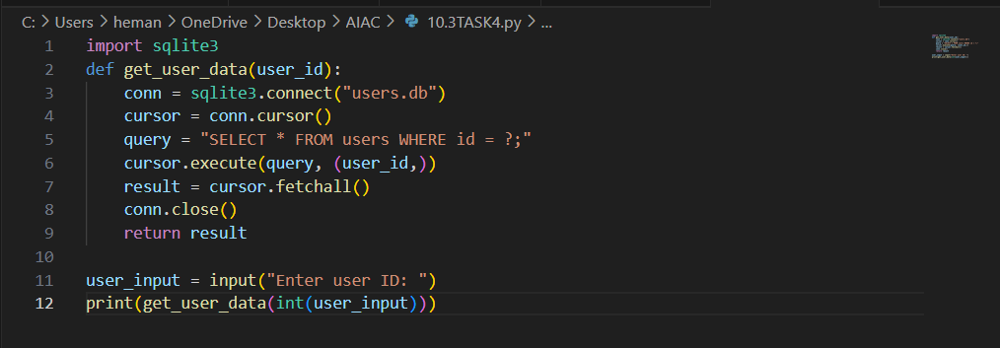 C: > Users > heman > OneDrive > Desktop > AIAC > 10.3TASK4.py > ...
1 import sqlite3
2 def get_user_data(user_id):
3     conn = sqlite3.connect("users.db")
4     cursor = conn.cursor()
5     query = "SELECT * FROM users WHERE id = ?;"
6     cursor.execute(query, (user_id,))
7     result = cursor.fetchall()
8     conn.close()
9     return result
10
11 user_input = input("Enter user ID: ")
12 print(get_user_data(int(user_input)))